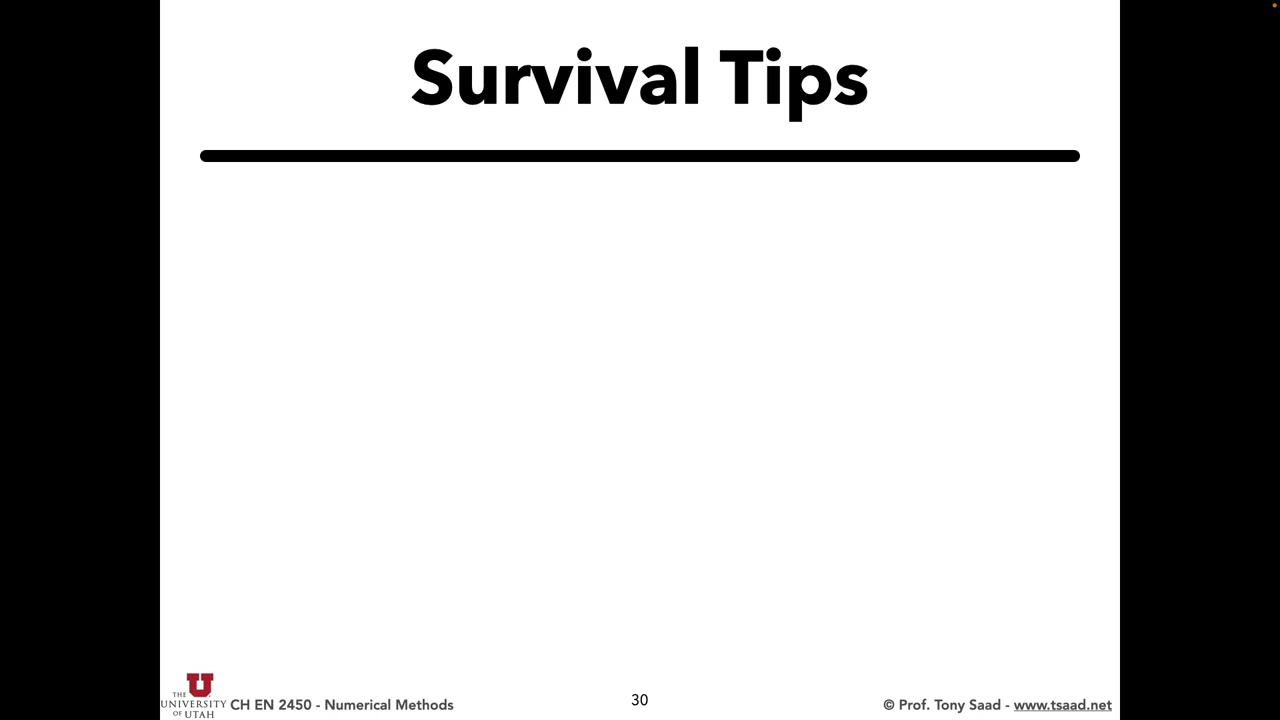 Survival Tips
THE
UNIVERSITY
OF UTAH
CH EN 2450 - Numerical Methods
30
© Prof. Tony Saad - www.tsaad.net